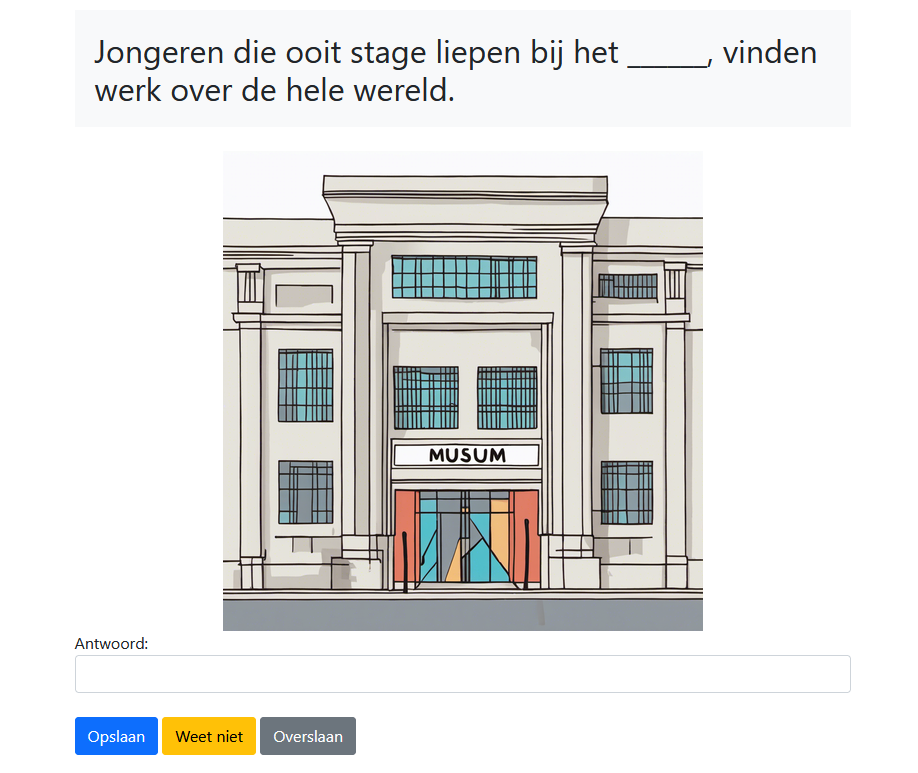 Jongeren die ooit stage liepen bij het ______, vinden
werk over de hele wereld.
MUSUM
Antwoord:
Opslaan
Weet niet
Overslaan